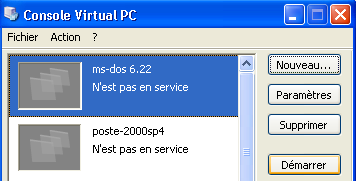 Console Virtual PC
Fichier Action ?
ms-dos 6.22
N'est pas en service
poste-2000sp4
N'est pas en service
Nouveau...
Paramètres
Supprimer
Démarrer